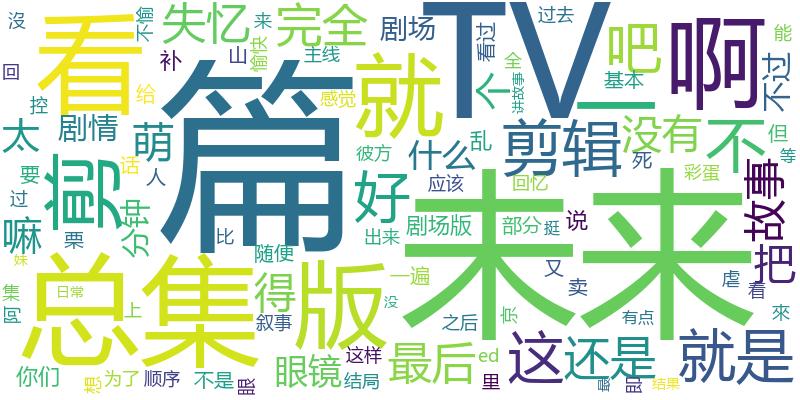 沒 不愉 失忆 完全 剧场 看过 过去 TV
回 看 补 山 愉快 来 主线 个 全 讲故事 吧 啊 能 不过
控 给 篇 感觉 就 一 基本 但
太 剧情 萌 乱 剪辑 没有 不 等
要 话 人 彼方 什么 死 彩蛋
过 剪 分钟 好 应该 回忆 未来 故事
嘛 栗 比 随便 出来 剧场版 部分 挺 说 把
妹 总集 版 得 一遍 又 卖 虐 看
集 日常 上 叙事 没 之后 京 有点 來
阿 眼镜 这样 最后 ed 这 还是 就是
你们 想 为了 顺序 不是 眼 结局 里 最 回 结果